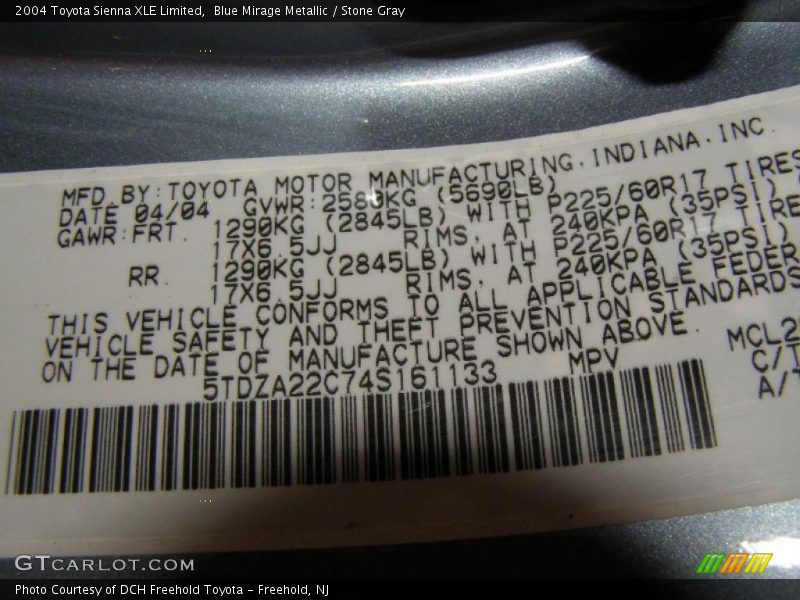 2004 Toyota Sienna XLE Limited,  Blue Mirage Metallic / Stone Gray
MFD.BY:TOYOTA MOTOR MANUFACTURING.INDIANA.INC.
DATE 04/04 GVWR:2580KG (5690LB)
GAWR:FRT. 1290KG (2845LB) WITH P225/60R17 TIRES
17X6.5JJ RIMS, AT 240KPA (35PSI)
RR. 1290KG (2845LB) WITH P225/60R17 TIRE
17X6.5JJ RIMS, AT 240KPA (35PSI)
THIS VEHICLE CONFORMS TO ALL APPLICABLE FEDER
VEHICLE SAFETY AND THEFT PREVENTION STANDARDS
ON THE DATE OF MANUFACTURE SHOWN ABOVE.
5TDZA22C74S161133 MPV
MCL2
C/T
A/T
GTCARLOT.COM
Photo Courtesy of DCH Freehold Toyota - Freehold, NJ